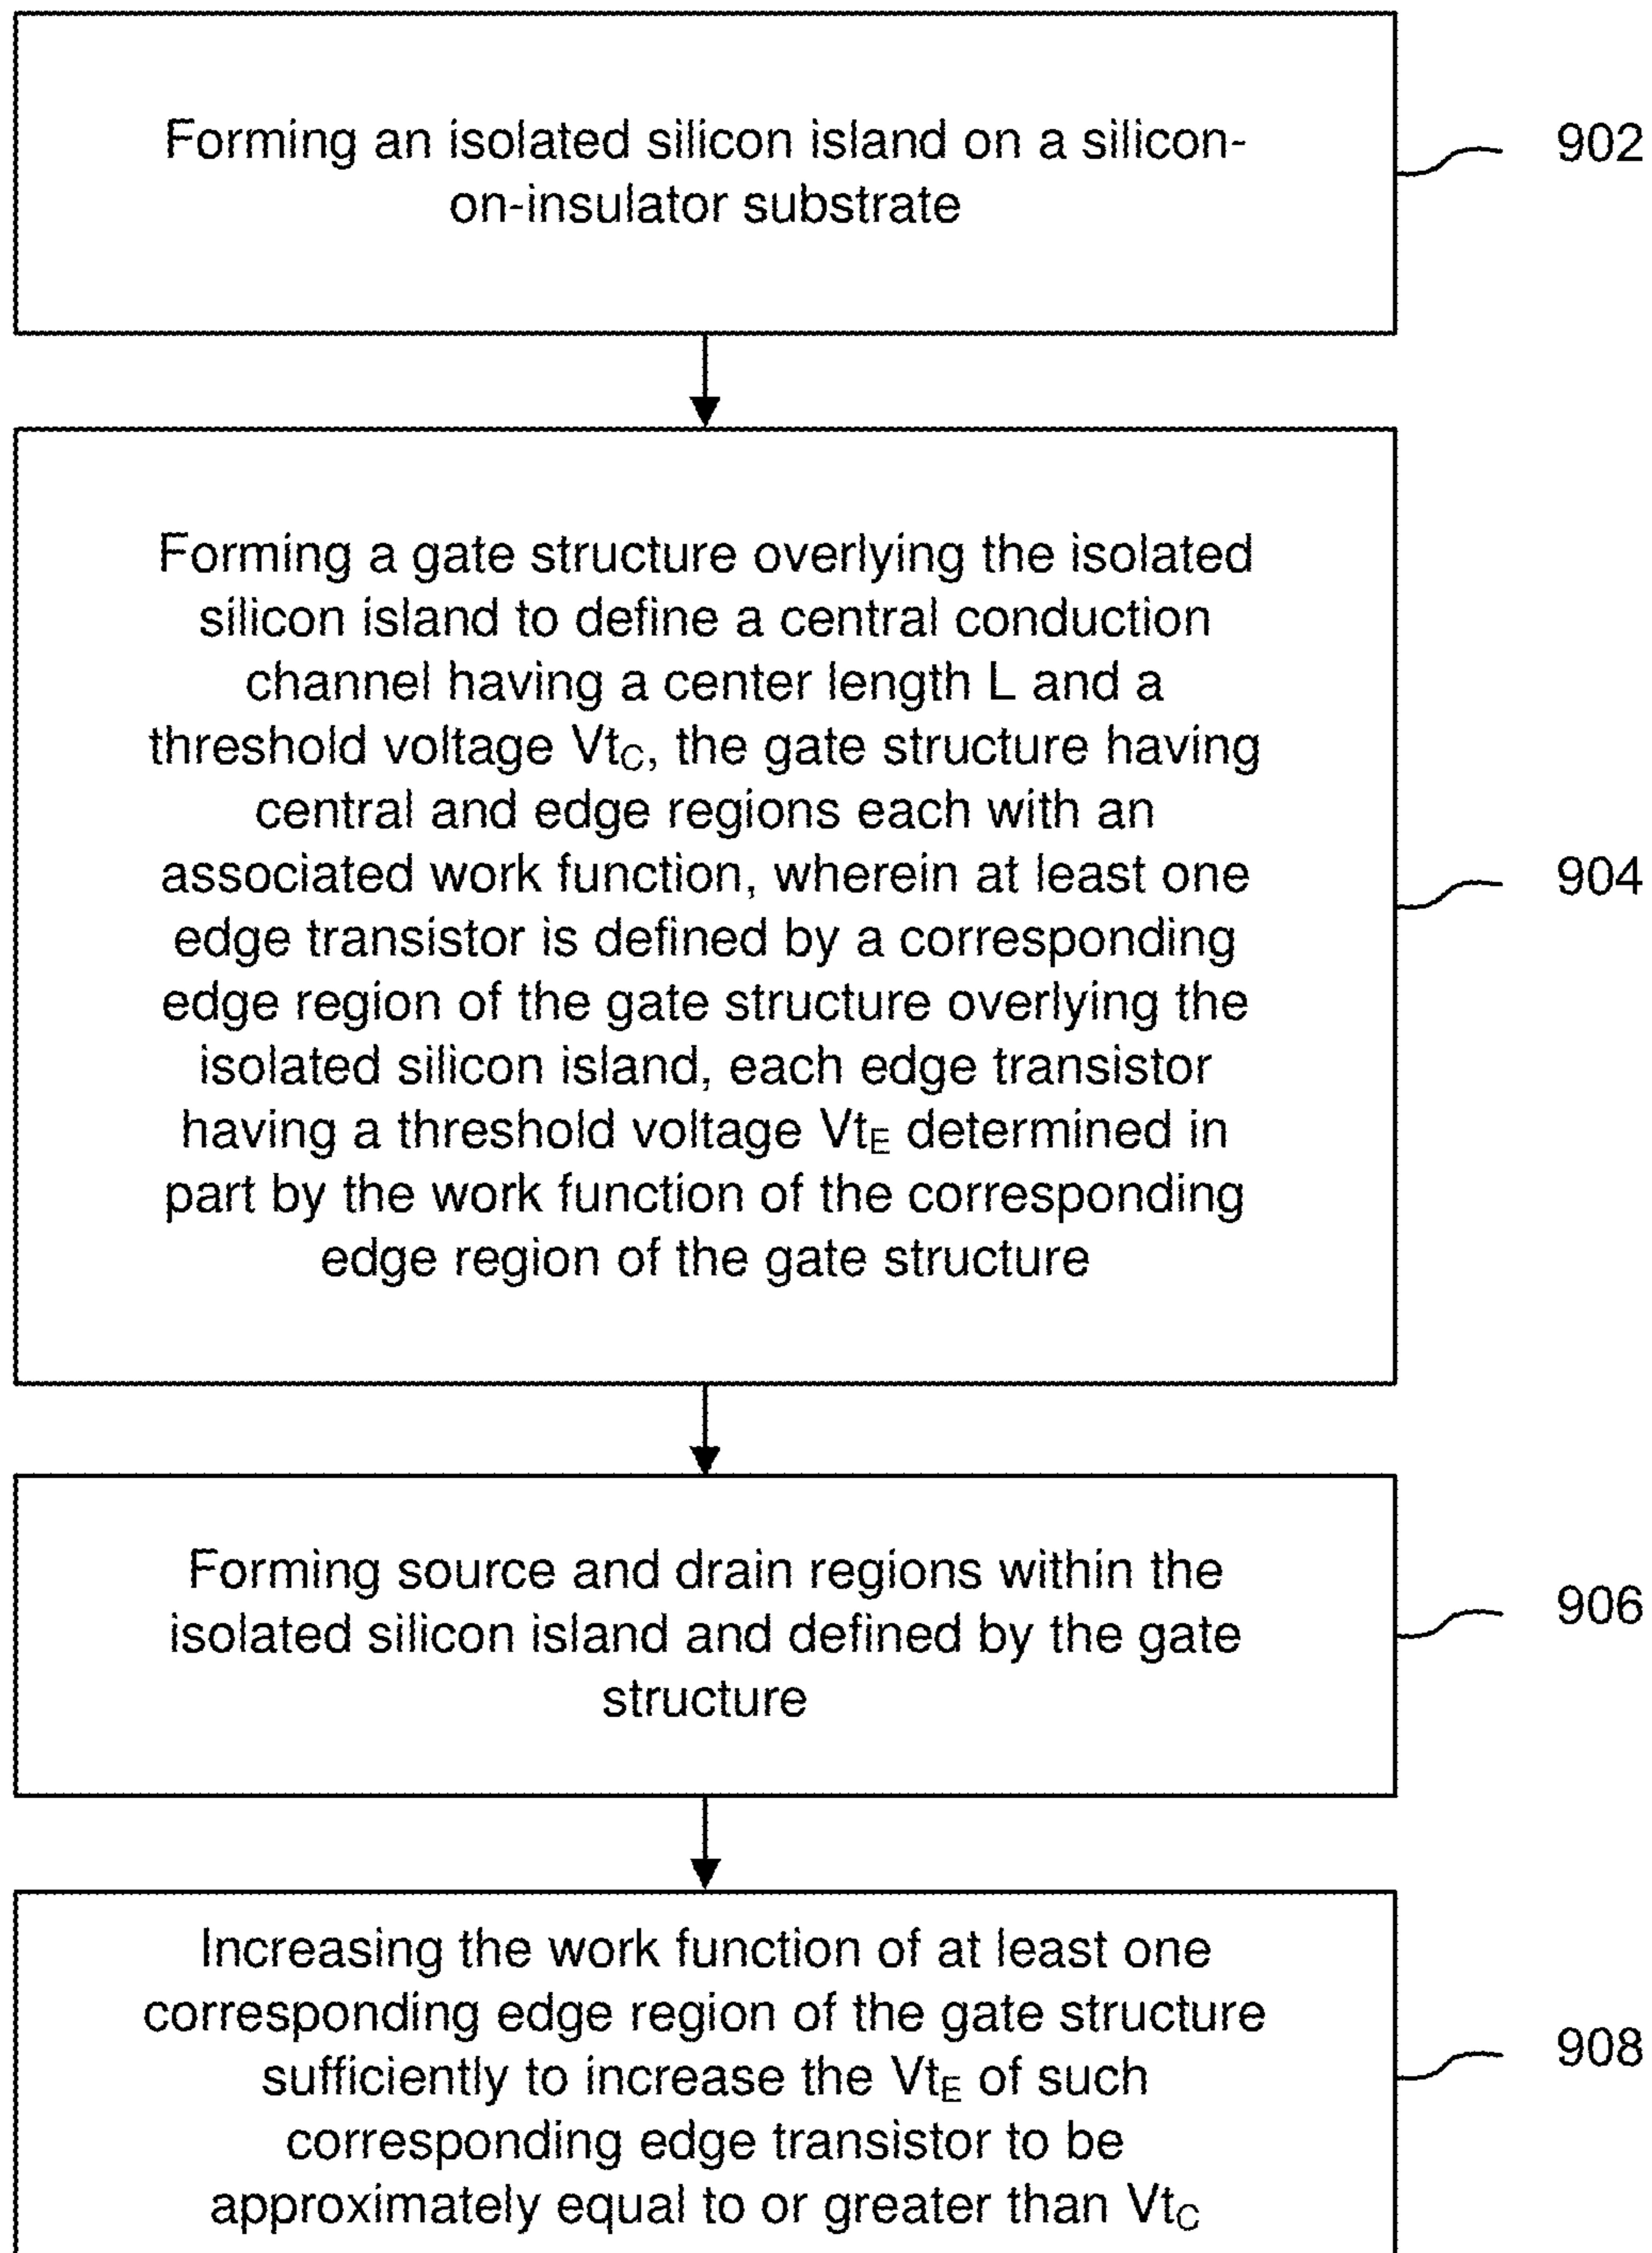 Forming an isolated silicon island on a silicon-
on-insulator substrate
902
Forming a gate structure overlying the isolated
silicon island to define a central conduction
channel having a center length L and a
threshold voltage VtC, the gate structure having
central and edge regions each with an
associated work function, wherein at least one
edge transistor is defined by a corresponding
edge region of the gate structure overlying the
isolated silicon island, each edge transistor
having a threshold voltage VtE determined in
part by the work function of the corresponding
edge region of the gate structure
904
Forming source and drain regions within the
isolated silicon island and defined by the gate
structure
906
Increasing the work function of at least one
corresponding edge region of the gate structure
sufficiently to increase the VtE of such
corresponding edge transistor to be
approximately equal to or greater than VtC
908